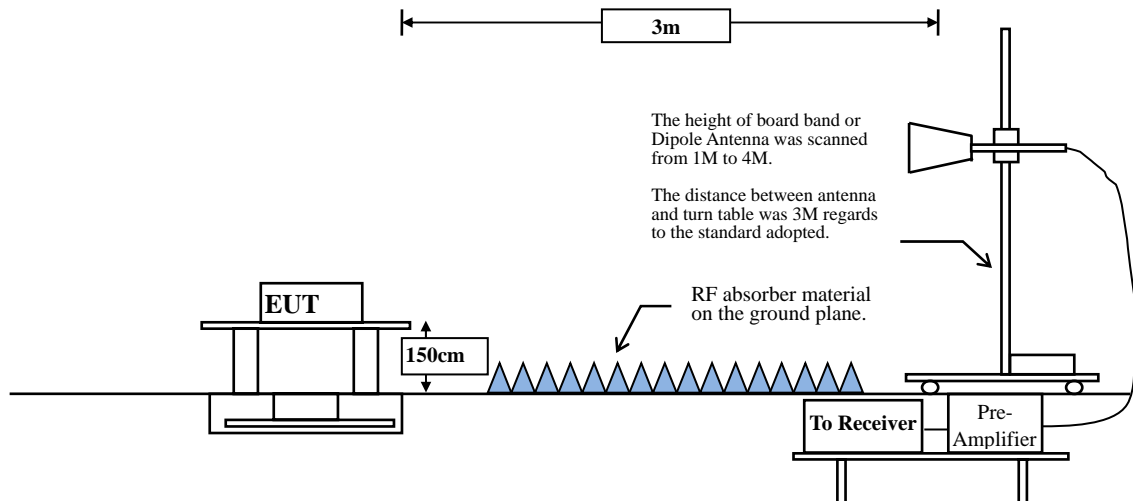 3m
The height of board band or
Dipole Antenna was scanned
from 1M to 4M.
The distance between antenna
and turn table was 3M regards
to the standard adopted.
EUT
RF absorber material
on the ground plane.
150cm
To Receiver
Pre-
Amplifier